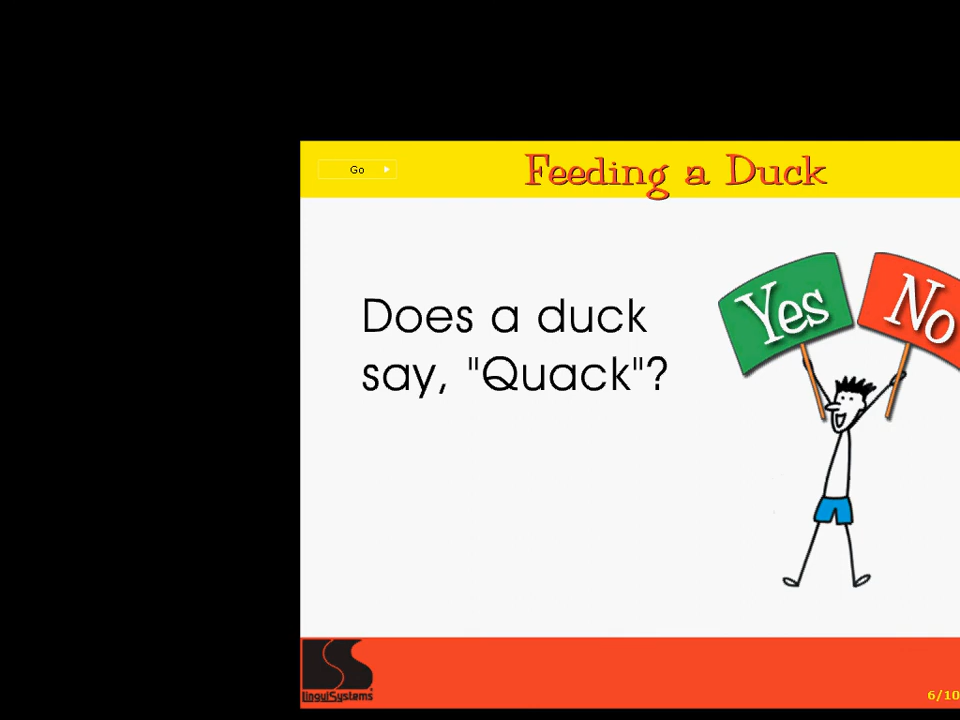 Go
Feeding a Duck
Yes
No
Does a duck
say, "Quack"?
LinguiSystems
6/10